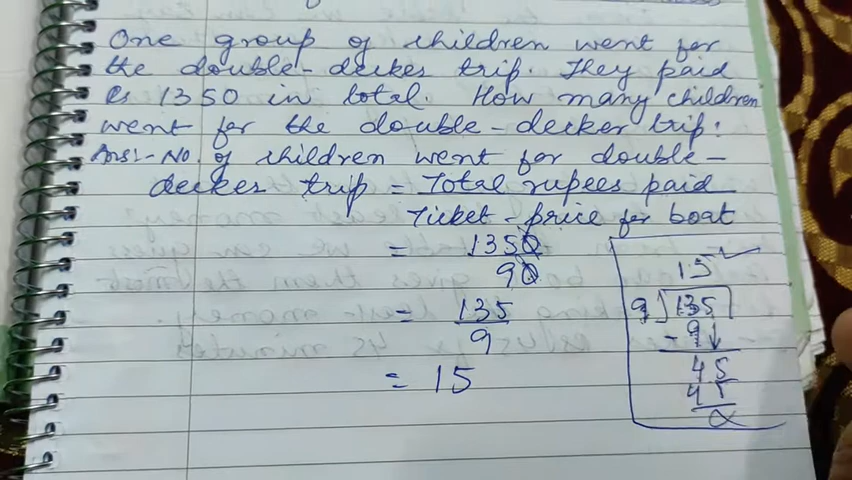 One group of children went for
the double-decker trip. They paid
Rs 1350 in total. How many children
went for the double-decker trip?
Ans:- No. of children went for double-
decker trip = Total rupees paid
Ticket-price for boat
= 1350
90
= 135
9
= 15
15
9)135
-9↓
45
45
0